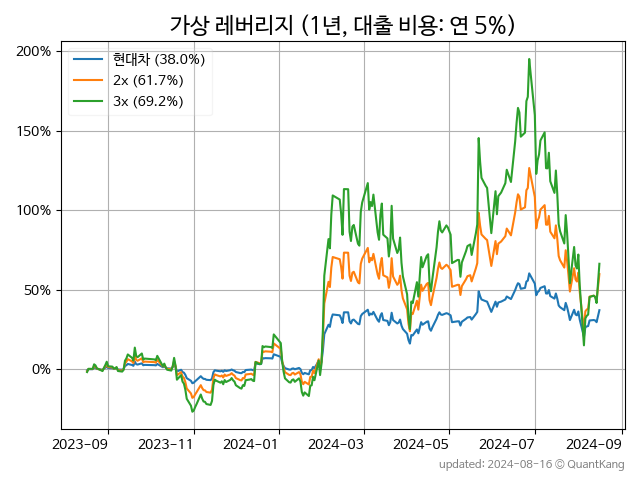 가상 레버리지 (1년, 대출 비용: 연 5%)
현대차 (38.0%)
2x (61.7%)
3x (69.2%)
200%
150%
100%
50%
0%
2023-09
2023-11
2024-01
2024-03
2024-05
2024-07
2024-09
updated: 2024-08-16 © QuantKang